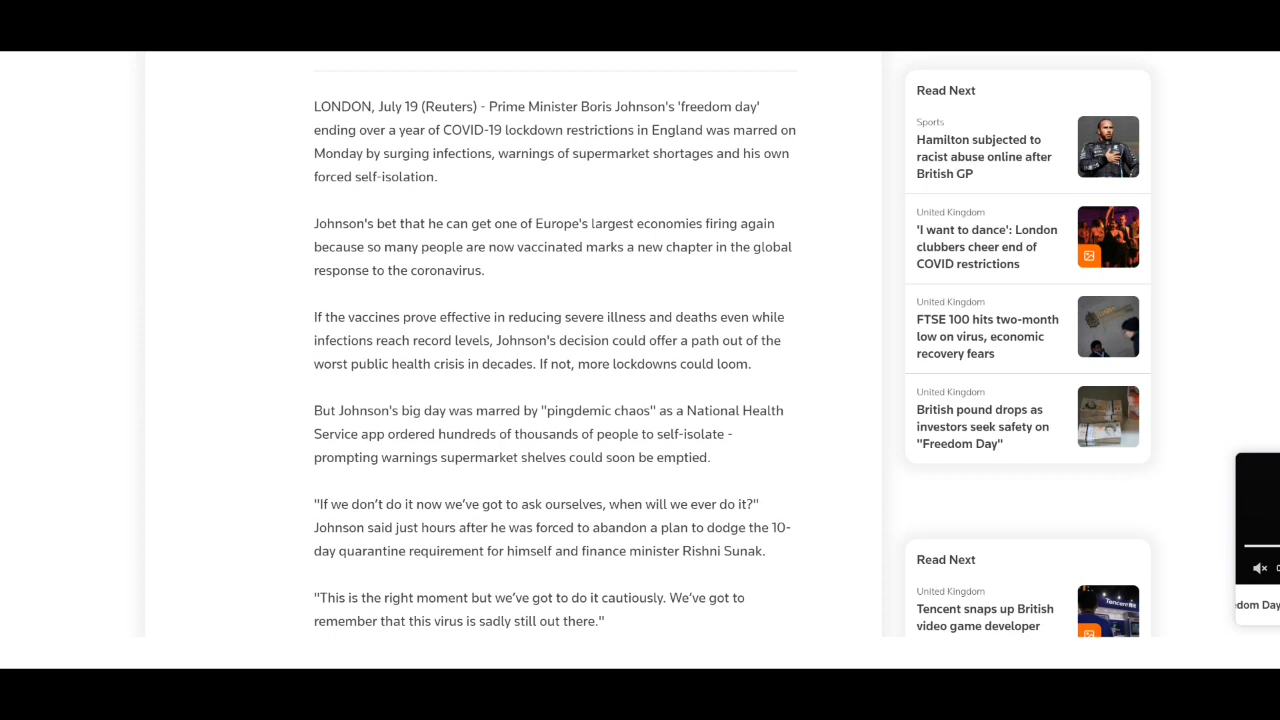 LONDON, July 19 (Reuters) - Prime Minister Boris Johnson's 'freedom day'
ending over a year of COVID-19 lockdown restrictions in England was marred on
Monday by surging infections, warnings of supermarket shortages and his own
forced self-isolation.
Johnson's bet that he can get one of Europe's largest economies firing again
because so many people are now vaccinated marks a new chapter in the global
response to the coronavirus.
If the vaccines prove effective in reducing severe illness and deaths even while
infections reach record levels, Johnson's decision could offer a path out of the
worst public health crisis in decades. If not, more lockdowns could loom.
But Johnson's big day was marred by "pingdemic chaos" as a National Health
Service app ordered hundreds of thousands of people to self-isolate -
prompting warnings supermarket shelves could soon be emptied.
"If we don’t do it now we’ve got to ask ourselves, when will we ever do it?"
Johnson said just hours after he was forced to abandon a plan to dodge the 10-
day quarantine requirement for himself and finance minister Rishni Sunak.
"This is the right moment but we’ve got to do it cautiously. We’ve got to
remember that this virus is sadly still out there."
Read Next
Sports
Hamilton subjected to
racist abuse online after
British GP
United Kingdom
'I want to dance': London
clubbers cheer end of
COVID restrictions
United Kingdom
FTSE 100 hits two-month
low on virus, economic
recovery fears
United Kingdom
British pound drops as
investors seek safety on
"Freedom Day"
Read Next
United Kingdom
Tencent snaps up British
video game developer
Tencent
edom Day